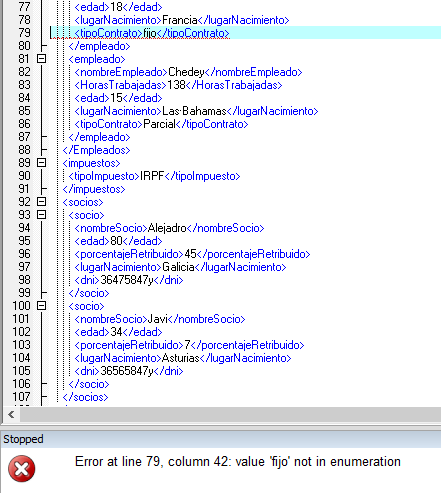 77 <edad>18</edad>
78 <lugarNacimiento>Francia</lugarNacimiento>
79 <tipoContrato>fijo</tipoContrato>
80 </empleado>
81 <empleado>
82 <nombreEmpleado>Chedey</nombreEmpleado>
83 <HorasTrabajadas>138</HorasTrabajadas>
84 <edad>15</edad>
85 <lugarNacimiento>Las·Bahamas</lugarNacimiento>
86 <tipoContrato>Parcial</tipoContrato>
87 </empleado>
88 </Empleados>
89 <impuestos>
90 <tipoImpuesto>IRPF</tipoImpuesto>
91 </impuestos>
92 <socios>
93 <socio>
94 <nombreSocio>Alejadro</nombreSocio>
95 <edad>80</edad>
96 <porcentajeRetribuido>45</porcentajeRetribuido>
97 <lugarNacimiento>Galicia</lugarNacimiento>
98 <dni>36475847y</dni>
99 </socio>
100 <socio>
101 <nombreSocio>Javi</nombreSocio>
102 <edad>34</edad>
103 <porcentajeRetribuido>7</porcentajeRetribuido>
104 <lugarNacimiento>Asturias</lugarNacimiento>
105 <dni>36565847y</dni>
106 </socio>
107 </socios>
Stopped
Error at line 79, column 42: value 'fijo' not in enumeration